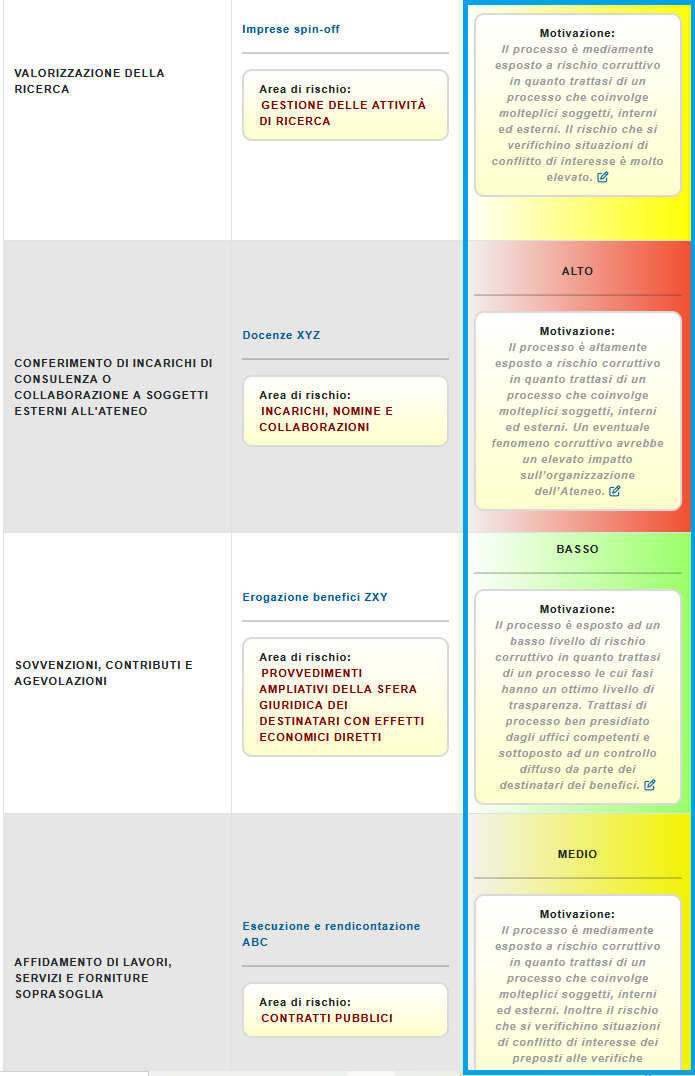 VALORIZZAZIONE DELLA
RICERCA
Imprese spin-off
Area di rischio:
GESTIONE DELLE ATTIVITÀ
DI RICERCA
Motivazione:
Il processo è mediamente
esposto a rischio corruttivo
in quanto trattasi di un
processo che coinvolge
molteplici soggetti, interni
ed esterni. Il rischio che si
verifichino situazioni di
conflitto di interesse è molto
elevato.
CONFERIMENTO DI INCARICHI DI
CONSULENZA O
COLLABORAZIONE A SOGGETTI
ESTERNI ALL'ATENEO
Docenze XYZ
Area di rischio:
INCARICHI, NOMINE E
COLLABORAZIONI
ALTO
Motivazione:
Il processo è altamente
esposto a rischio corruttivo
in quanto trattasi di un
processo che coinvolge
molteplici soggetti, interni
ed esterni. Un eventuale
fenomeno corruttivo avrebbe
un elevato impatto
sull'organizzazione
dell'Ateneo.
SOVVENZIONI, CONTRIBUTI E
AGEVOLAZIONI
Erogazione benefici ZXY
Area di rischio:
PROVVEDIMENTI
AMPLIATIVI DELLA SFERA
GIURIDICA DEI
DESTINATARI CON EFFETTI
ECONOMICI DIRETTI
BASSO
Motivazione:
Il processo è esposto ad un
basso livello di rischio
corruttivo in quanto trattasi
di un processo le cui fasi
hanno un ottimo livello di
trasparenza. Trattasi di
processo ben presidiato
dagli uffici competenti e
sottoposto ad un controllo
diffuso da parte dei
destinatari dei benefici.
AFFIDAMENTO DI LAVORI,
SERVIZI E FORNITURE
SOPRASOGLIA
Esecuzione e rendicontazione
ABC
Area di rischio:
CONTRATTI PUBBLICI
MEDIO
Motivazione:
Il processo è mediamente
esposto a rischio corruttivo
in quanto trattasi di un
processo che coinvolge
molteplici soggetti, interni
ed esterni. Inoltre il rischio
che si verifichino situazioni
di conflitto di interesse dei
preposti alle verifiche